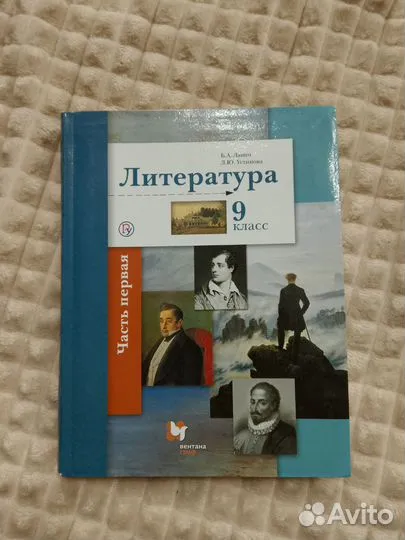 Б.А. Ланин
Л.Ю. Устинова
Литература
9
класс
Часть первая
вентана
граф
Avito